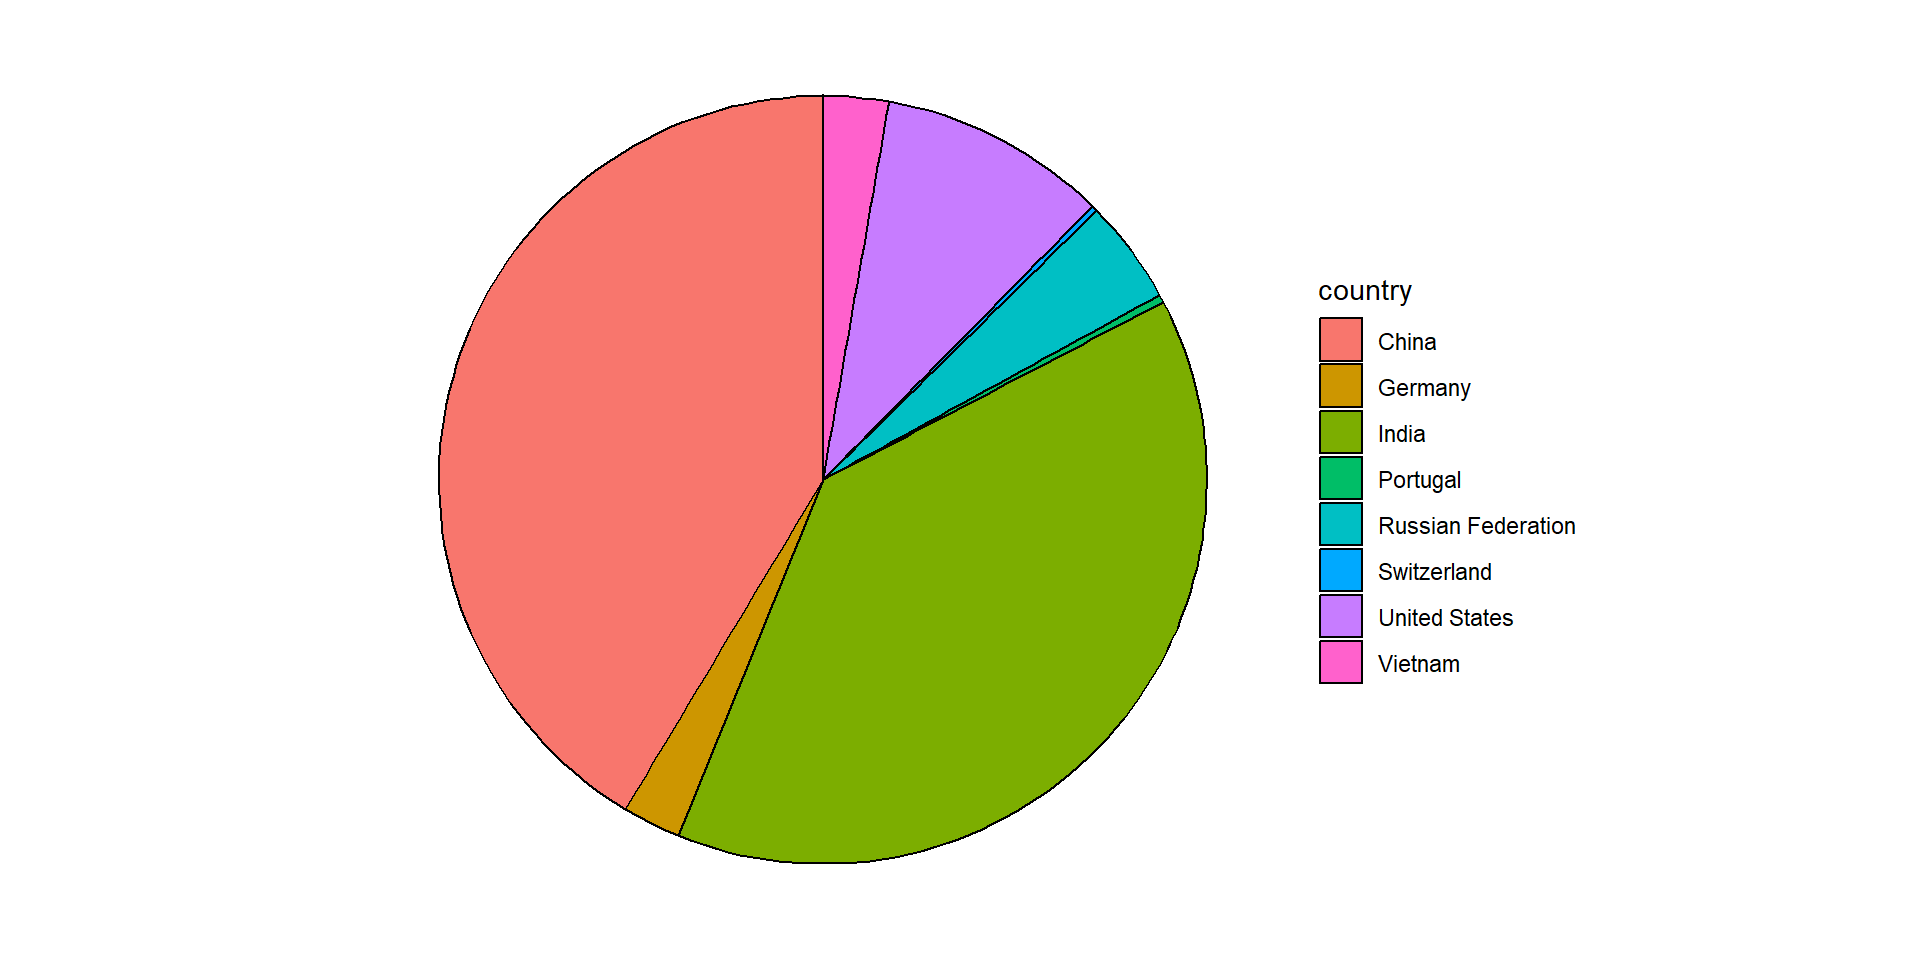 country
China
Germany
India
Portugal
Russian Federation
Switzerland
United States
Vietnam